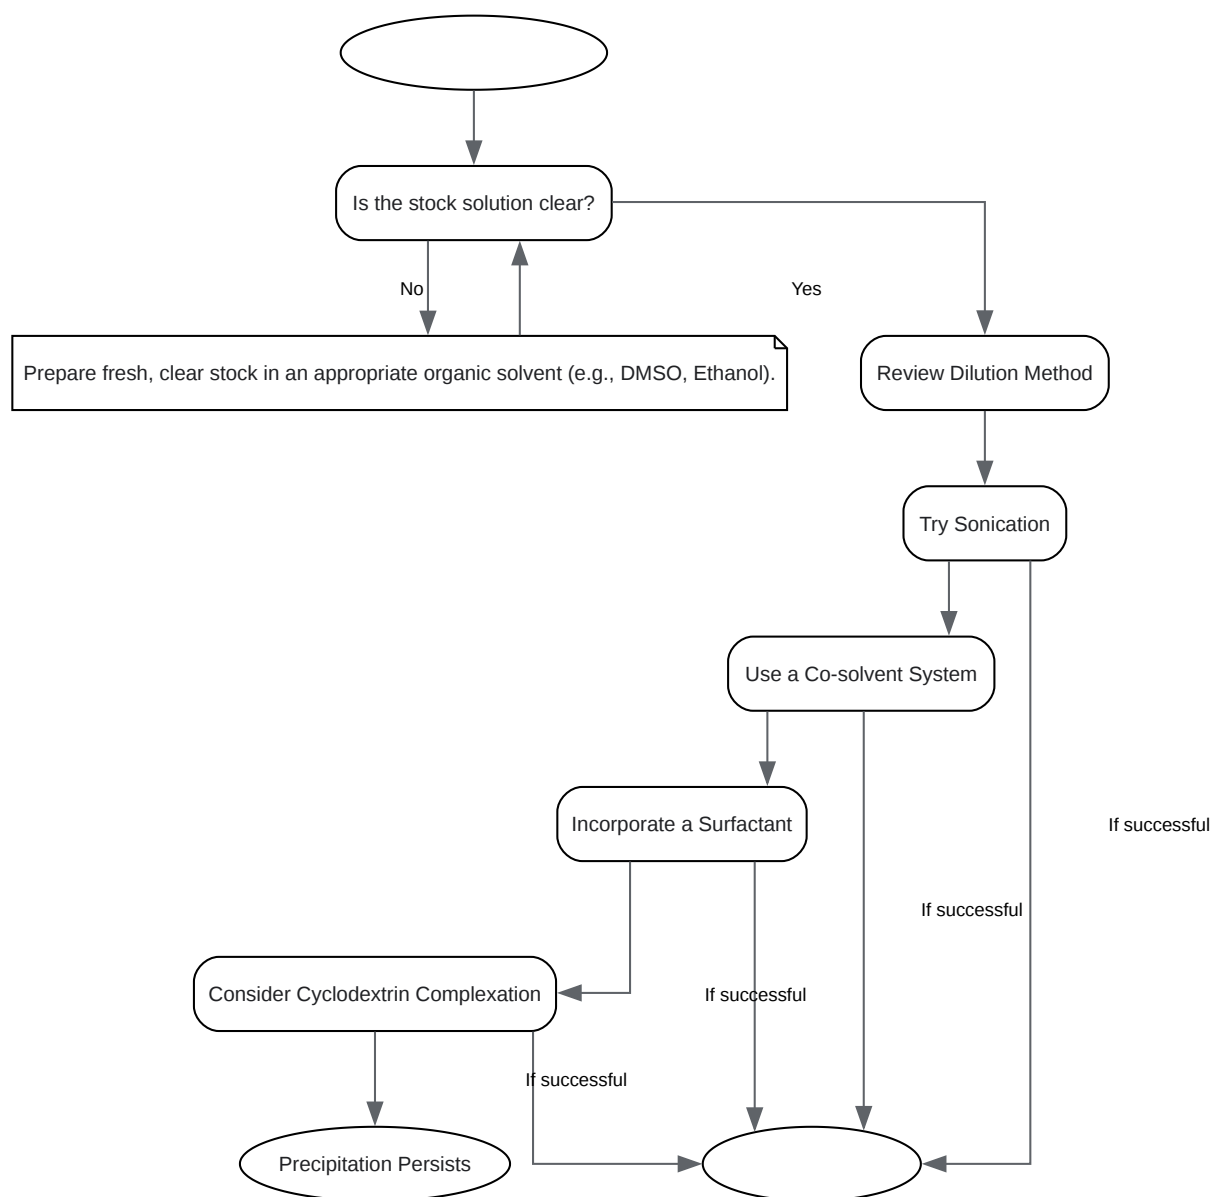 Is the stock solution clear?
No
Yes
Prepare fresh, clear stock in an appropriate organic solvent (e.g., DMSO, Ethanol).
Review Dilution Method
Try Sonication
Use a Co-solvent System
Incorporate a Surfactant
If successful
If successful
Consider Cyclodextrin Complexation
If successful
If successful
Precipitation Persists